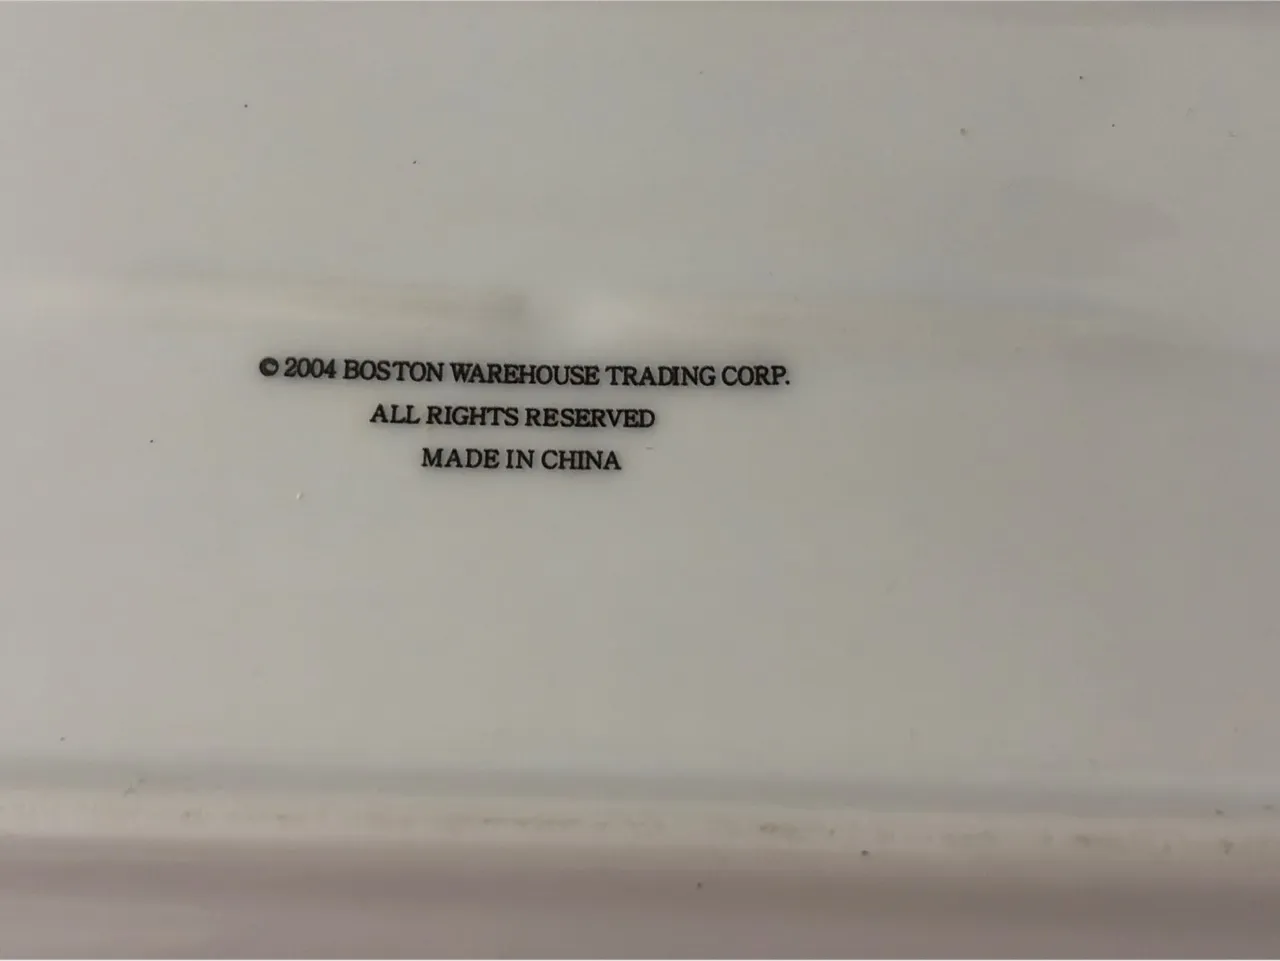 © 2004 BOSTON WAREHOUSE TRADING CORP.
ALL RIGHTS RESERVED
MADE IN CHINA